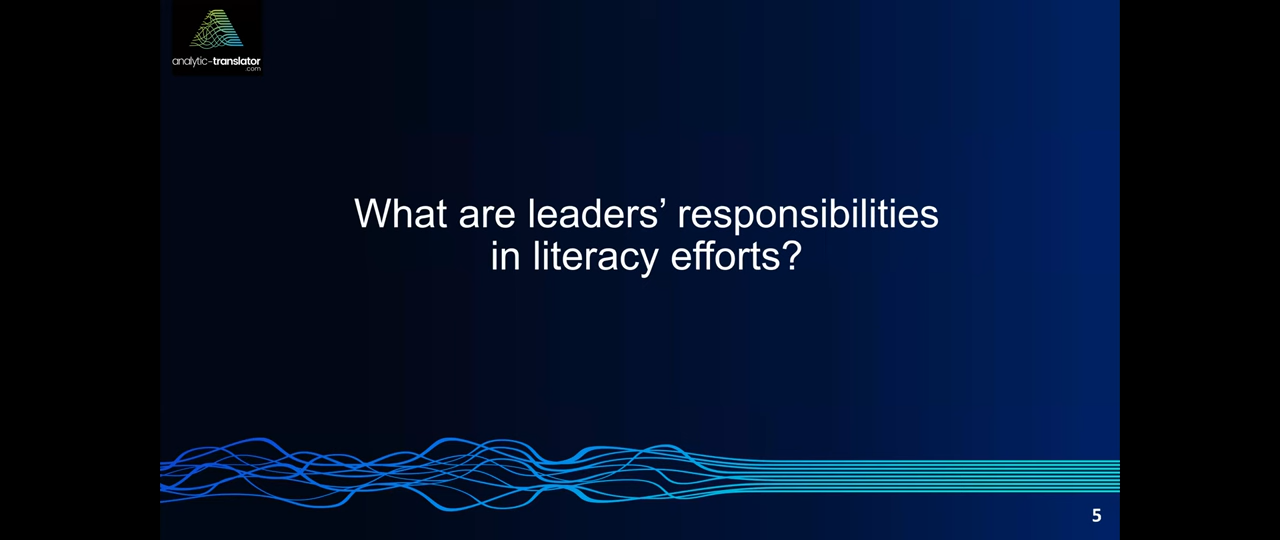 analytic-translator
.com
What are leaders’ responsibilities
in literacy efforts?
5